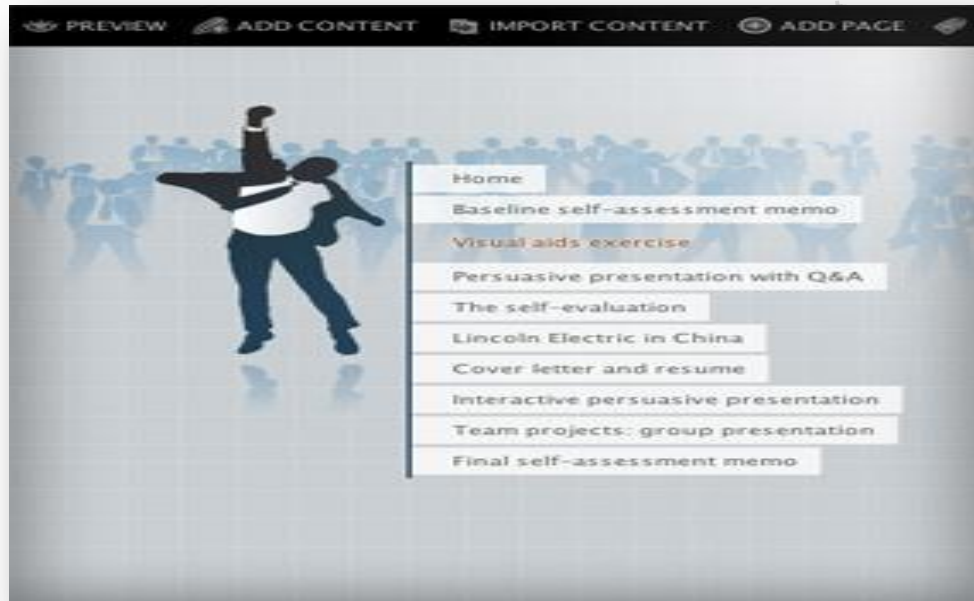 PREVIEW ADD CONTENT IMPORT CONTENT ADD PAGE
Home
Baseline self-assessment memo
Visual aids exercise
Persuasive presentation with Q&A
The self-evaluation
Lincoln Electric in China
Cover letter and resume
Interactive persuasive presentation
Team projects: group presentation
Final self-assessment memo